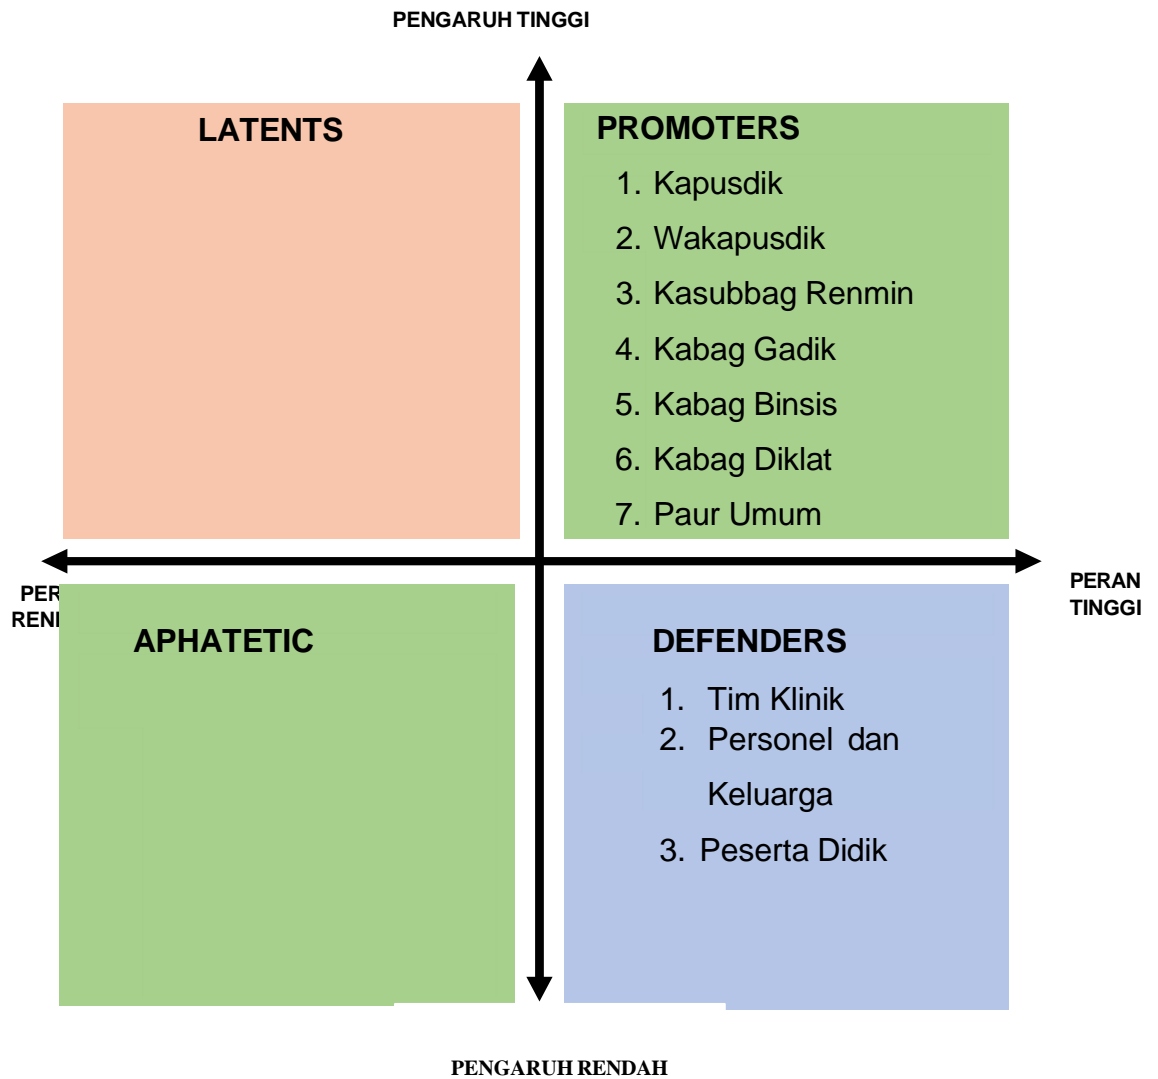 PENGARUH TINGGI
LATENTS
PROMOTERS
1. Kapusdik
2. Wakapusdik
3. Kasubbag Renmin
4. Kabag Gadik
5. Kabag Binsis
6. Kabag Diklat
7. Paur Umum
PERAN
TINGGI
APHATETIC
DEFENDERS
1. Tim Klinik
2. Personel dan
Keluarga
3. Peserta Didik
PENGARUH RENDAH